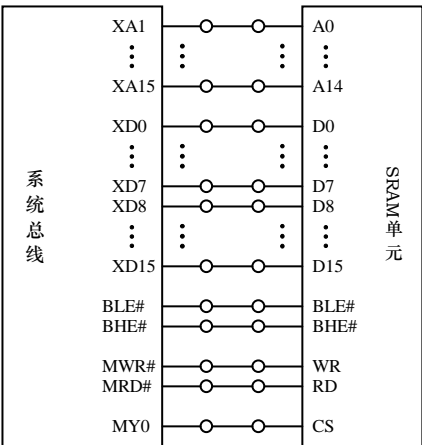 XA1 A0
XA15 A14
XD0 D0
XD7 D7
XD8 D8
XD15 D15
BLE# BLE#
BHE# BHE#
MWR# WR
MRD# RD
MY0 CS
系统总线
SRAM单元